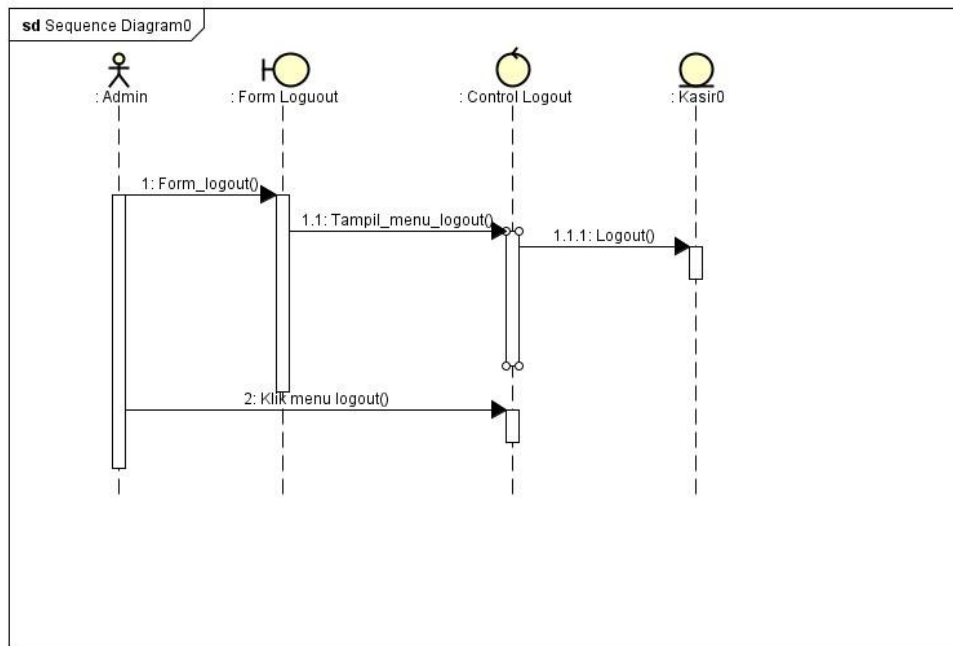 sd Sequence Diagram0
: Admin
: Form Loguout
: Control Logout
: Kasir0
1: Form_logout()
1.1: Tampil_menu_logout()
1.1.1: Logout()
2: Klik menu logout()